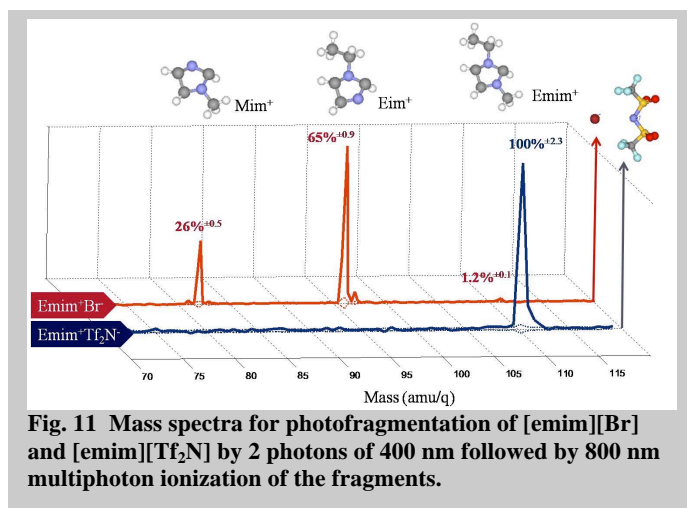 Mim⁺
Eim⁺
Emim⁺
65%±0.9
100%±2.3
26%±0.5
1.2%±0.1
Emim⁺Br⁻
Emim⁺Tf₂N⁻
70 75 80 85 90 95 100 105 110 115
Mass (amu/q)
Fig. 11 Mass spectra for photofragmentation of [emim][Br]
and [emim][Tf₂N] by 2 photons of 400 nm followed by 800 nm
multiphoton ionization of the fragments.